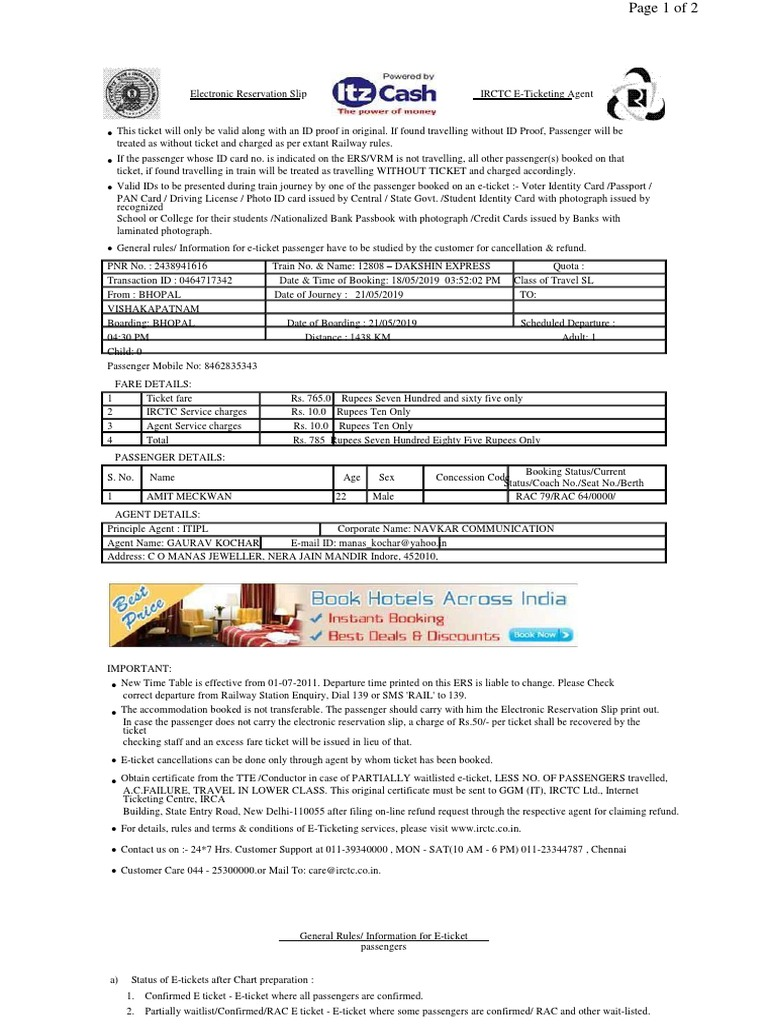 Page 1 of 2
Electronic Reservation Slip
Powered by
Itz Cash
The power of money
IRCTC E-Ticketing Agent
This ticket will only be valid along with an ID proof in original. If found travelling without ID Proof, Passenger will be
treated as without ticket and charged as per extant Railway rules.
If the passenger whose ID card no. is indicated on the ERS/VRM is not travelling, all other passenger(s) booked on that
ticket, if found travelling in train will be treated as travelling WITHOUT TICKET and charged accordingly.
Valid IDs to be presented during train journey by one of the passenger booked on an e-ticket :- Voter Identity Card /Passport /
PAN Card / Driving License / Photo ID card issued by Central / State Govt. /Student Identity Card with photograph issued by
recognized
School or College for their students /Nationalized Bank Passbook with photograph /Credit Cards issued by Banks with
laminated photograph.
General rules/ Information for e-ticket passenger have to be studied by the customer for cancellation & refund.
PNR No. : 2438941616 Train No. & Name: 12808 – DAKSHIN EXPRESS Quota :
Transaction ID : 0464717342 Date & Time of Booking: 18/05/2019 03:52:02 PM Class of Travel SL
From : BHOPAL Date of Journey : 21/05/2019 TO:
VISHAKAPATNAM
Boarding: BHOPAL Date of Boarding : 21/05/2019 Scheduled Departure :
04:30 PM Distance : 1438 KM Adult: 1
Child: 0
Passenger Mobile No: 8462835343
FARE DETAILS:
1 Ticket fare Rs. 765.0 Rupees Seven Hundred and sixty five only
2 IRCTC Service charges Rs. 10.0 Rupees Ten Only
3 Agent Service charges Rs. 10.0 Rupees Ten Only
4 Total Rs. 785 Rupees Seven Hundred Eighty Five Rupees Only
PASSENGER DETAILS:
S. No. Name Age Sex Concession Code Booking Status/Current
Status/Coach No./Seat No./Berth
1 AMIT MECKWAN 22 Male RAC 79/RAC 64/0000/
AGENT DETAILS:
Principle Agent : ITIPL Corporate Name: NAVKAR COMMUNICATION
Agent Name: GAURAV KOCHAR E-mail ID: manas_kochar@yahoo.in
Address: C O MANAS JEWELLER, NERA JAIN MANDIR Indore, 452010,
Best Price
Book Hotels Across India
Instant Booking
Best Deals & Discounts
Book Now
IMPORTANT:
New Time Table is effective from 01-07-2011. Departure time printed on this ERS is liable to change. Please Check
correct departure from Railway Station Enquiry, Dial 139 or SMS 'RAIL' to 139.
The accommodation booked is not transferable. The passenger should carry with him the Electronic Reservation Slip print out.
In case the passenger does not carry the electronic reservation slip, a charge of Rs.50/- per ticket shall be recovered by the
ticket
checking staff and an excess fare ticket will be issued in lieu of that.
E-ticket cancellations can be done only through agent by whom ticket has been booked.
Obtain certificate from the TTE /Conductor in case of PARTIALLY waitlisted e-ticket, LESS NO. OF PASSENGERS travelled,
A.C.FAILURE, TRAVEL IN LOWER CLASS. This original certificate must be sent to GGM (IT), IRCTC Ltd., Internet
Ticketing Centre, IRCA
Building, State Entry Road, New Delhi-110055 after filing on-line refund request through the respective agent for claiming refund.
For details, rules and terms & conditions of E-Ticketing services, please visit www.irctc.co.in.
Contact us on :- 24*7 Hrs. Customer Support at 011-39340000 , MON - SAT(10 AM - 6 PM) 011-23344787 , Chennai
Customer Care 044 - 25300000.or Mail To: care@irctc.co.in.
General Rules/ Information for E-ticket
passengers
a) Status of E-tickets after Chart preparation :
1. Confirmed E ticket - E-ticket where all passengers are confirmed.
2. Partially waitlist/Confirmed/RAC E ticket - E-ticket where some passengers are confirmed/ RAC and other wait-listed.